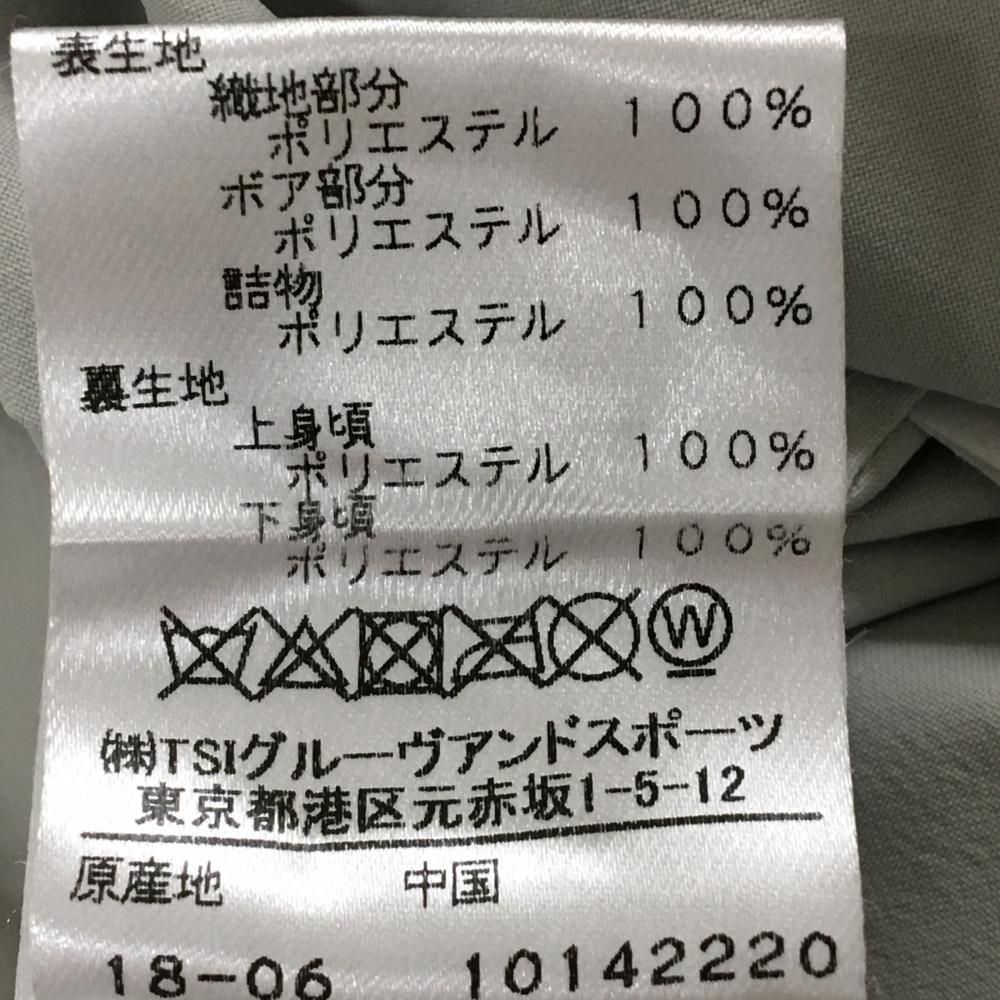 表生地
織地部分
ポリエステル 100%
ボア部分
ポリエステル 100%
詰物
ポリエステル 100%
裏生地
上身頃
ポリエステル 100%
下身頃
ポリエステル 100%
W
㈱TSIグルーヴアンドスポーツ
東京都港区元赤坂1-5-12
原産地 中国
18-06 10142220